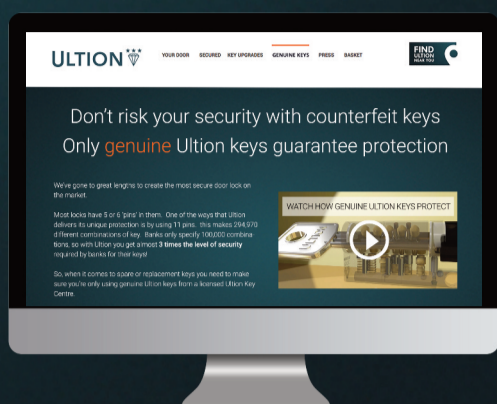 ULTION
YOUR DOOR SECURED KEY UPGRADES GENUINE KEYS PRESS BASKET
FIND
ULTION
NEAR YOU
Don't risk your security with counterfeit keys
Only genuine Ultion keys guarantee protection
We've gone to great lengths to create the most secure door lock on
the market.
Most locks have 5 or 6 'pins' in them. One of the ways that Ultion
delivers its unique protection is by using 11 pins. this makes 294,970
different combinations of key. Banks only specify 100,000 combina-
tions, so with Ultion you get almost 3 times the level of security
required by banks for their keys!
So, when it comes to spare or replacement keys you need to make
sure you're only using genuine Ultion keys from a licensed Ultion Key
Centre.
WATCH HOW GENUINE ULTION KEYS PROTECT